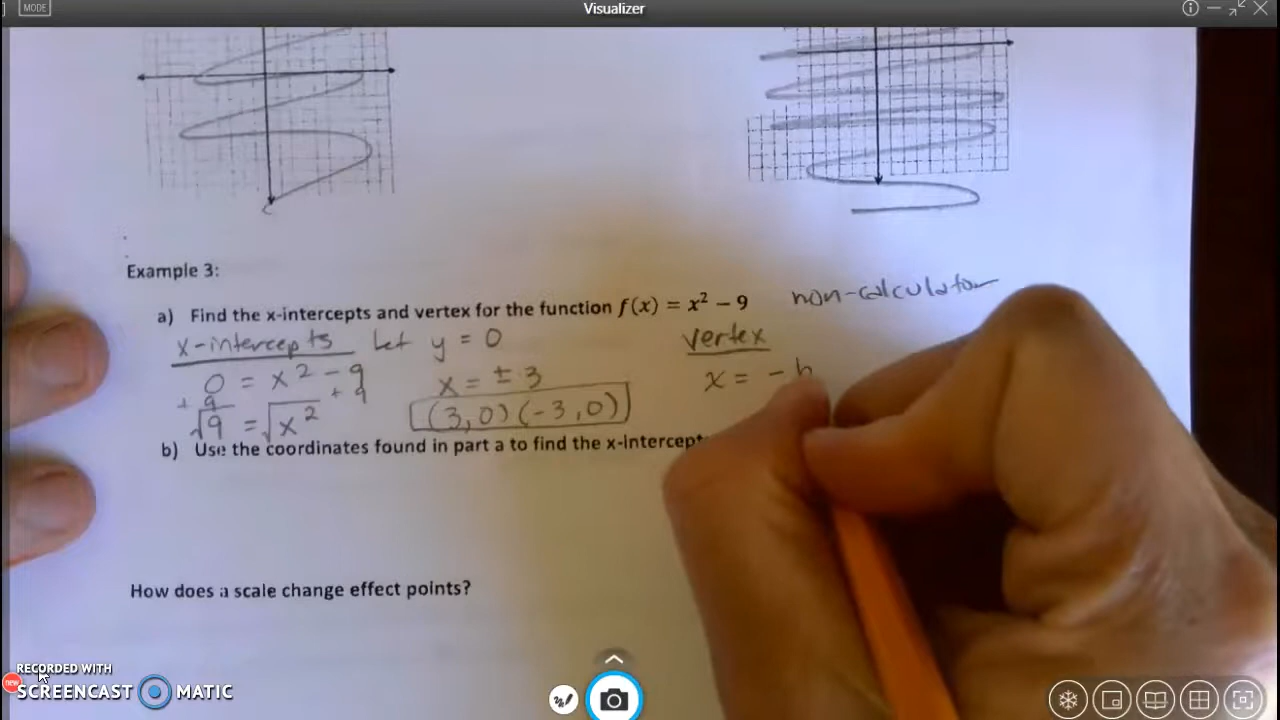 MODE
Visualizer
Example 3:
a) Find the x-intercepts and vertex for the function f(x) = x² − 9 non-calculator
x-intercepts Let y = 0
0 = x² - 9
+ 9 + 9
√9 = √x²
x = ± 3
(3,0) (-3,0)
vertex
x = - b
b) Use the coordinates found in part a to find the x-intercept
How does a scale change effect points?
RECORDED WITH
new
SCREENCAST MATIC